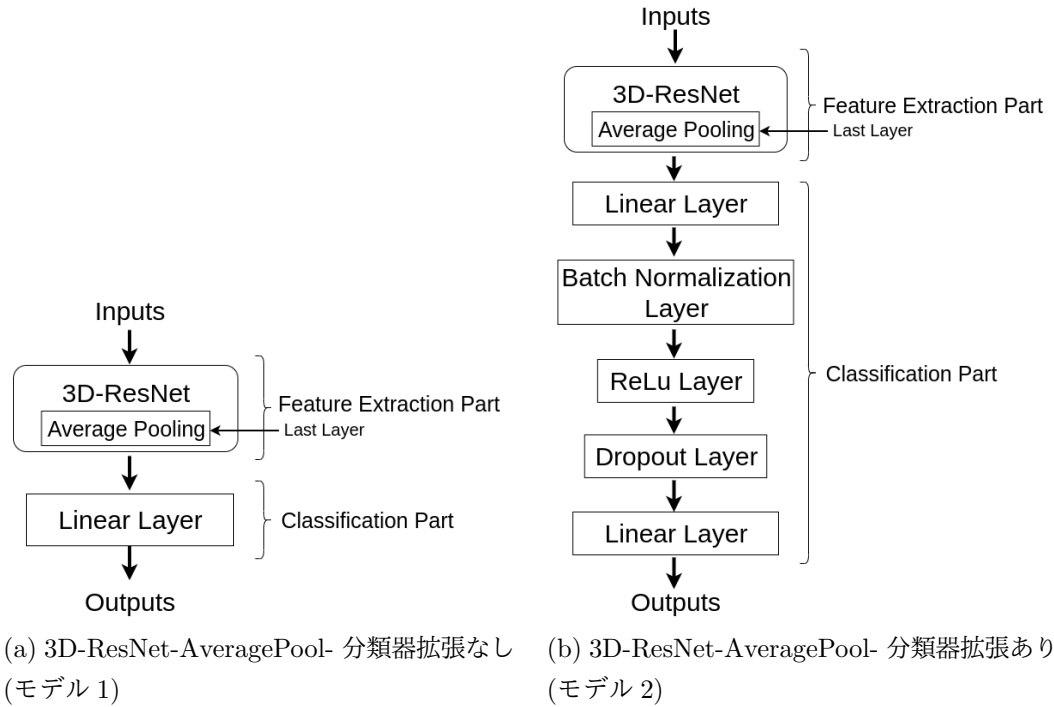 Inputs
3D-ResNet
Average Pooling
Feature Extraction Part
Last Layer
Linear Layer
Classification Part
Outputs
(a) 3D-ResNet-AveragePool- 分類器拡張なし
(モデル 1)
Inputs
3D-ResNet
Average Pooling
Feature Extraction Part
Last Layer
Linear Layer
Batch Normalization
Layer
ReLu Layer
Classification Part
Dropout Layer
Linear Layer
Outputs
(b) 3D-ResNet-AveragePool- 分類器拡張あり
(モデル 2)